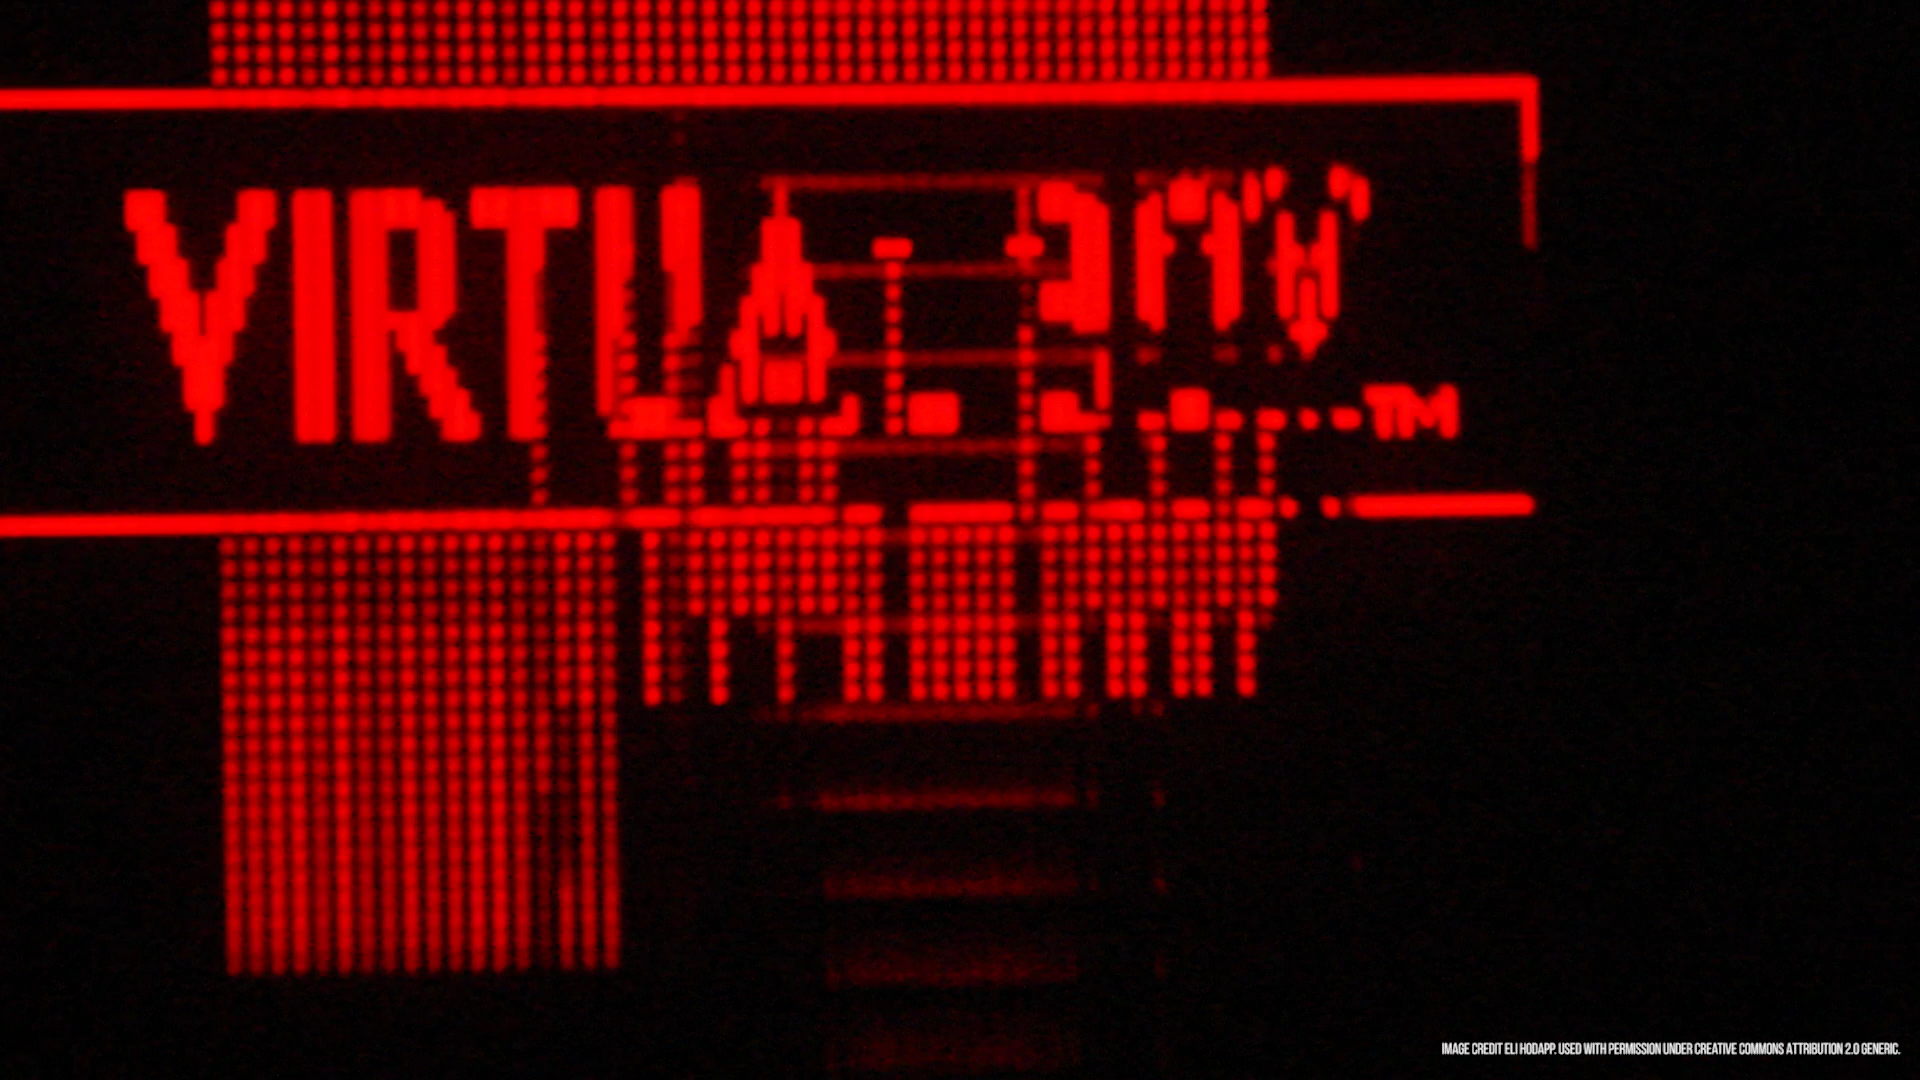 VIRTUA
TM
IMAGE CREDIT ELI HODAPP. USED WITH PERMISSION UNDER CREATIVE COMMONS ATTRIBUTION 2.0 GENERIC.